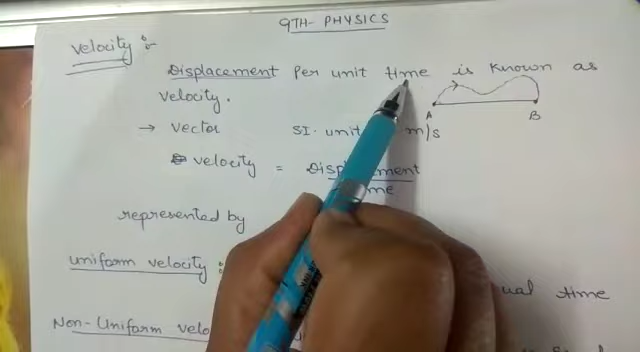 9TH- PHYSICS
velocity :-
Displacement per unit time is known as
velocity.
A B
→ vector SI. unit m/s
velocity = Displacement
me
represented by
uniform velocity :
ual time
Non-Uniform velo